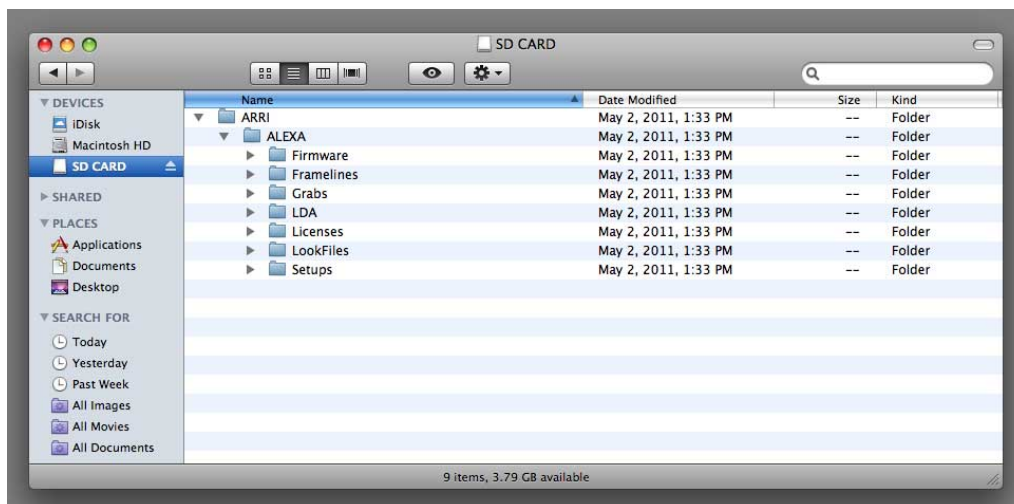 SD CARD
DEVICES
iDisk
Macintosh HD
SD CARD
SHARED
PLACES
Applications
Documents
Desktop
SEARCH FOR
Today
Yesterday
Past Week
All Images
All Movies
All Documents
Name Date Modified Size Kind
ARRI May 2, 2011, 1:33 PM -- Folder
ALEXA May 2, 2011, 1:33 PM -- Folder
Firmware May 2, 2011, 1:33 PM -- Folder
Framelines May 2, 2011, 1:33 PM -- Folder
Grabs May 2, 2011, 1:33 PM -- Folder
LDA May 2, 2011, 1:33 PM -- Folder
Licenses May 2, 2011, 1:33 PM -- Folder
LookFiles May 2, 2011, 1:33 PM -- Folder
Setups May 2, 2011, 1:33 PM -- Folder
9 items, 3.79 GB available